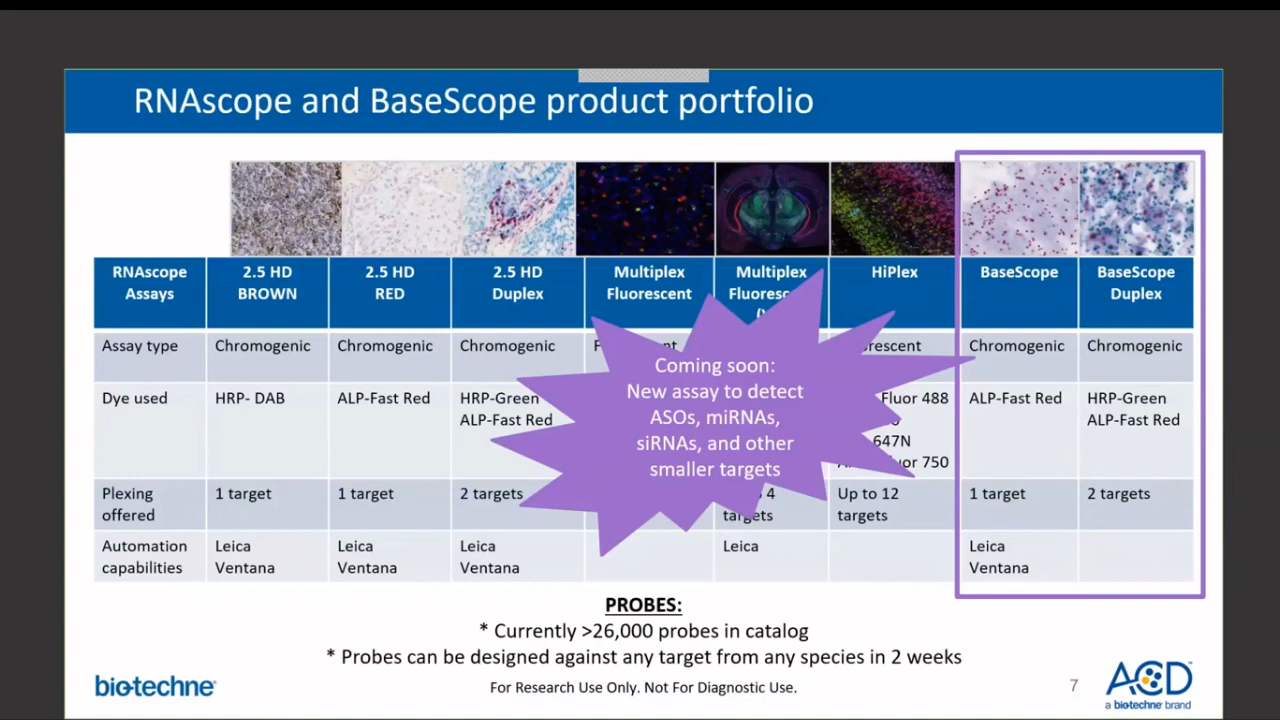 RNAscope and BaseScope product portfolio
RNAscope Assays
2.5 HD BROWN
2.5 HD RED
2.5 HD Duplex
Multiplex Fluorescent
Multiplex
HiPlex
BaseScope
BaseScope Duplex
Assay type
Chromogenic
Chromogenic
Chromogenic
Chromogenic
Chromogenic
Dye used
HRP- DAB
ALP-Fast Red
HRP-Green
ALP-Fast Red
Fluor 488
647N
750
ALP-Fast Red
HRP-Green
ALP-Fast Red
Plexing offered
1 target
1 target
2 targets
4 targets
Up to 12 targets
1 target
2 targets
Automation capabilities
Leica
Ventana
Leica
Ventana
Leica
Ventana
Leica
Leica
Ventana
Coming soon:
New assay to detect
ASOs, miRNAs,
siRNAs, and other
smaller targets
PROBES:
* Currently >26,000 probes in catalog
* Probes can be designed against any target from any species in 2 weeks
biotechne
For Research Use Only. Not For Diagnostic Use.
7
ACD
a biotechne brand